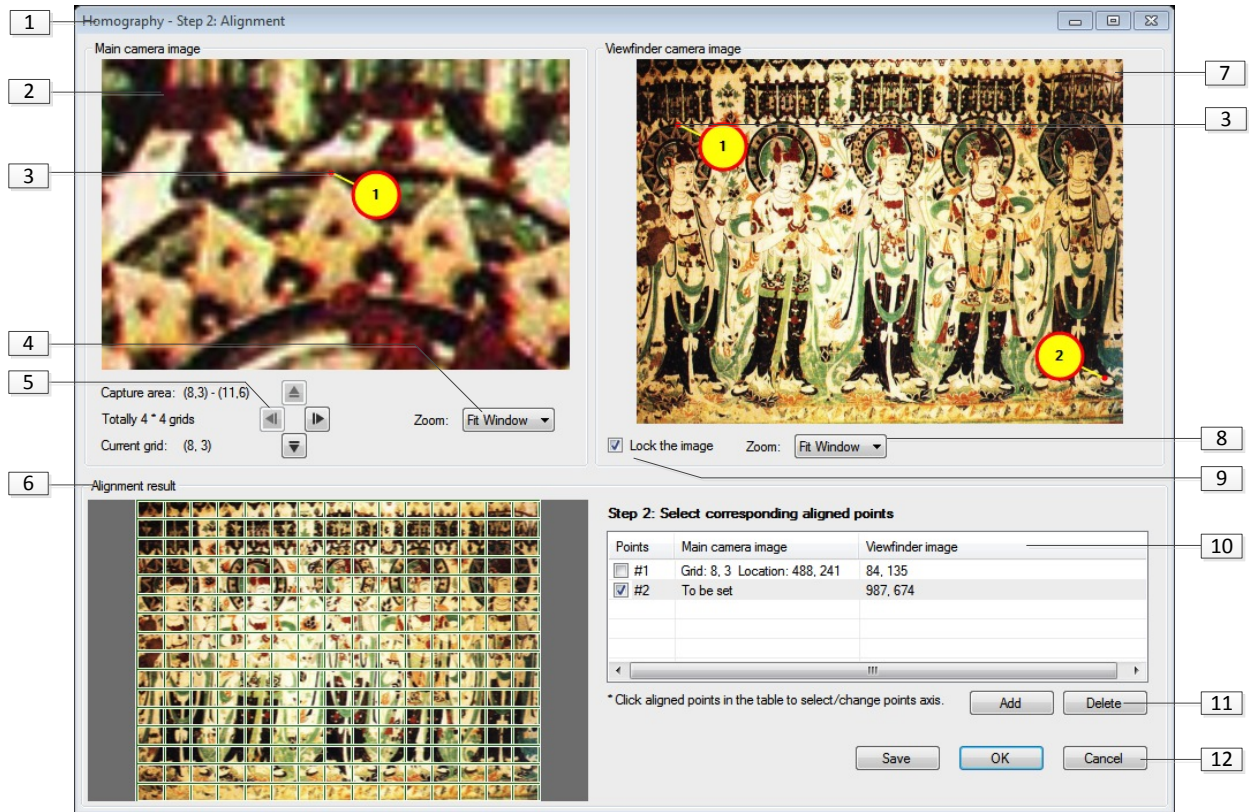 1
Homography - Step 2: Alignment
Main camera image
Viewfinder camera image
2
7
3
3
1
1
2
4
5
Capture area: (8,3) - (11,6)
Totally 4 * 4 grids
Current grid: (8, 3)
Zoom: Fit Window
Lock the image
Zoom: Fit Window
8
9
6
Alignment result
Step 2: Select corresponding aligned points
Points Main camera image Viewfinder image
10
#1 Grid: 8, 3 Location: 488, 241 84, 135
#2 To be set 987, 674
* Click aligned points in the table to select/change points axis.
Add
Delete
11
Save
OK
Cancel
12